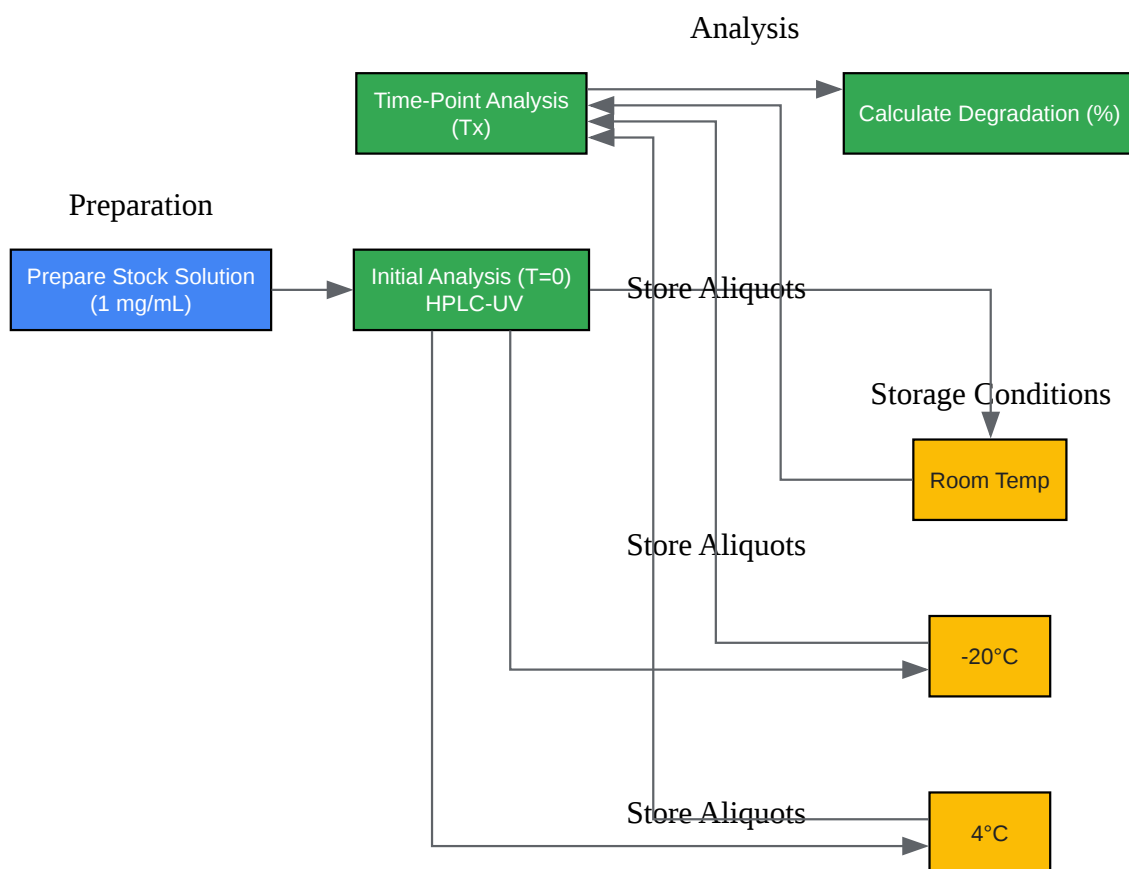 Analysis
Time-Point Analysis
(Tx)
Calculate Degradation (%)
Preparation
Prepare Stock Solution
(1 mg/mL)
Initial Analysis (T=0)
HPLC-UV
Store Aliquots
Storage Conditions
Room Temp
Store Aliquots
-20°C
Store Aliquots
4°C